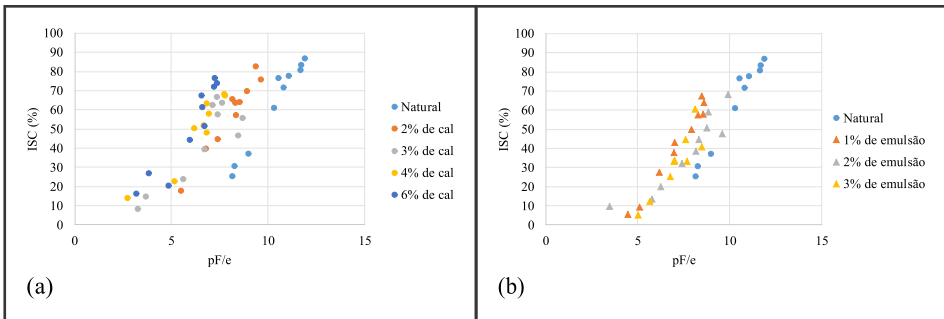 100
90
80
70
60
50
40
30
20
10
0
ISC (%)
0 5 10 15
pF/e
Natural
2% de cal
3% de cal
4% de cal
6% de cal
(a)
100
90
80
70
60
50
40
30
20
10
0
ISC (%)
0 5 10 15
pF/e
Natural
1% de emulsão
2% de emulsão
3% de emulsão
(b)